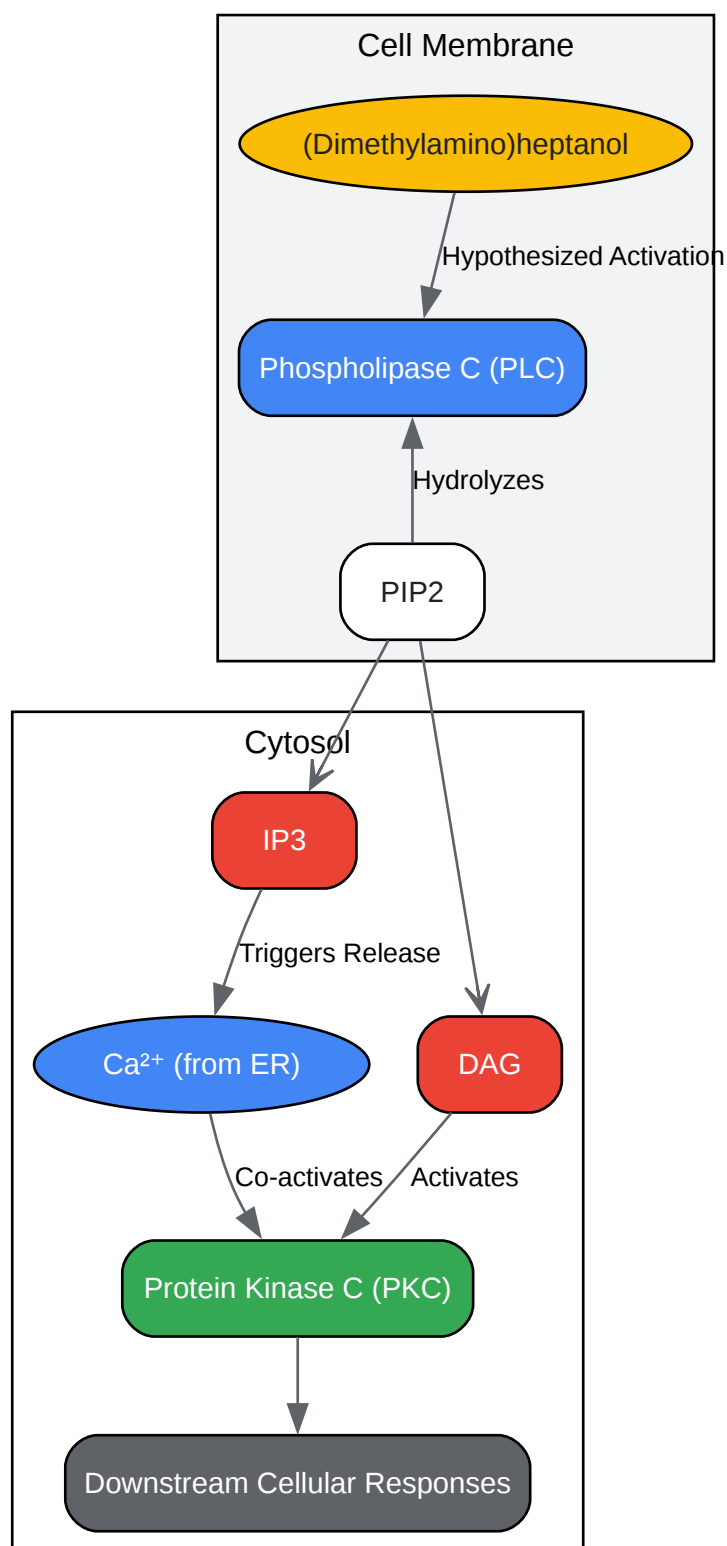 Cell Membrane
(Dimethylamino)heptanol
Hypothesized Activation
Phospholipase C (PLC)
Hydrolyzes
PIP2
Cytosol
IP3
Triggers Release
Ca²⁺ (from ER)
DAG
Co-activates
Activates
Protein Kinase C (PKC)
Downstream Cellular Responses